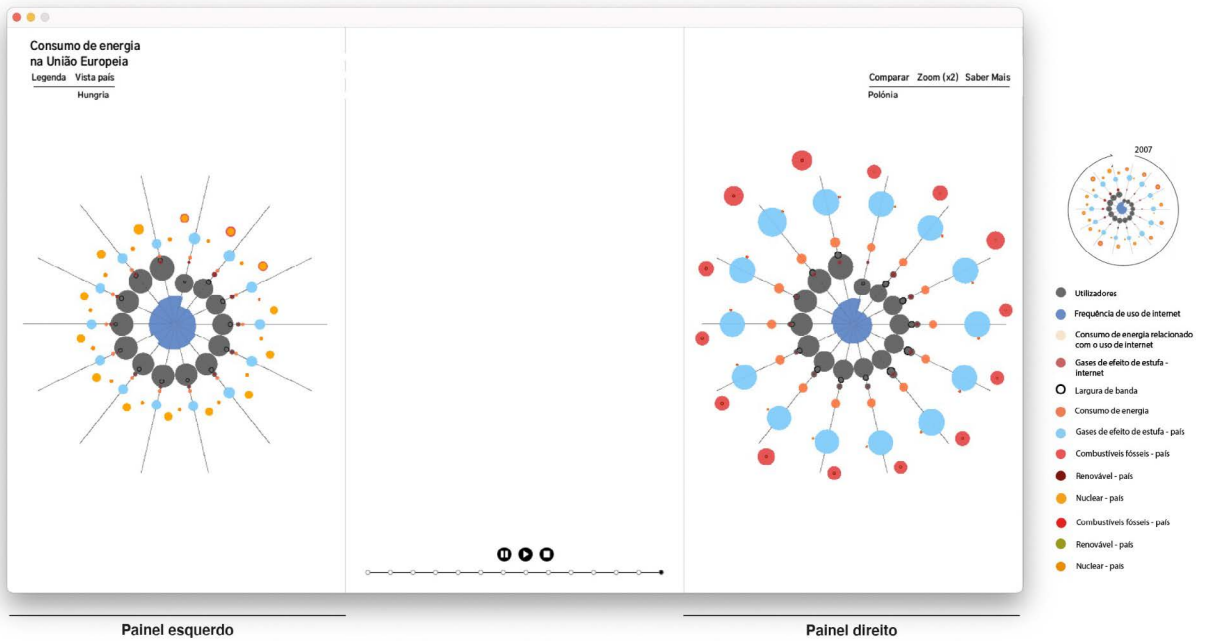 Consumo de energia
na União Europeia
Legenda Vista país
Hungria
Comparar Zoom (x2) Saber Mais
Polónia
2007
Utilizadores
Frequência de uso de internet
Consumo de energia relacionado
com o uso de internet
Gases de efeito de estufa -
internet
Largura de banda
Consumo de energia
Gases de efeito de estufa - país
Combustíveis fósseis - país
Renovável - país
Nuclear - país
Combustíveis fósseis - país
Renovável - país
Nuclear - país
Painel esquerdo
Painel direito